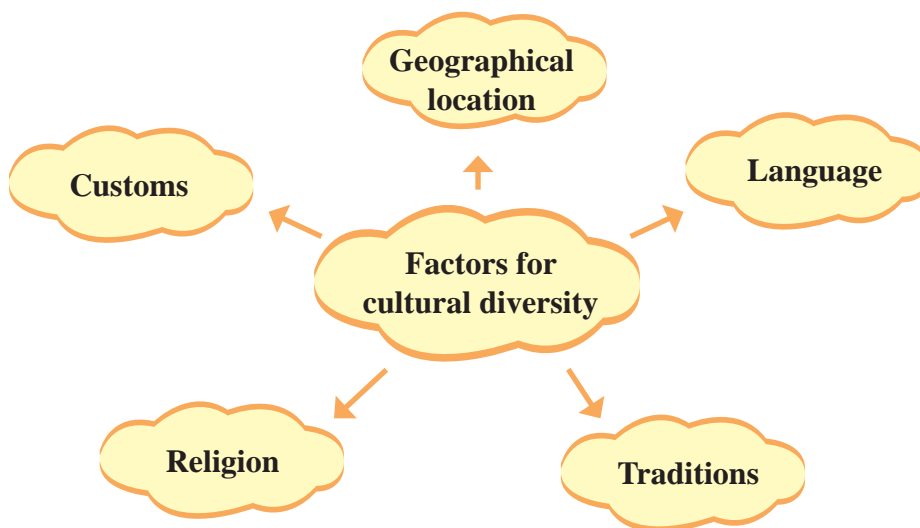 Geographical
location
Customs
Language
Factors for
cultural diversity
Religion
Traditions